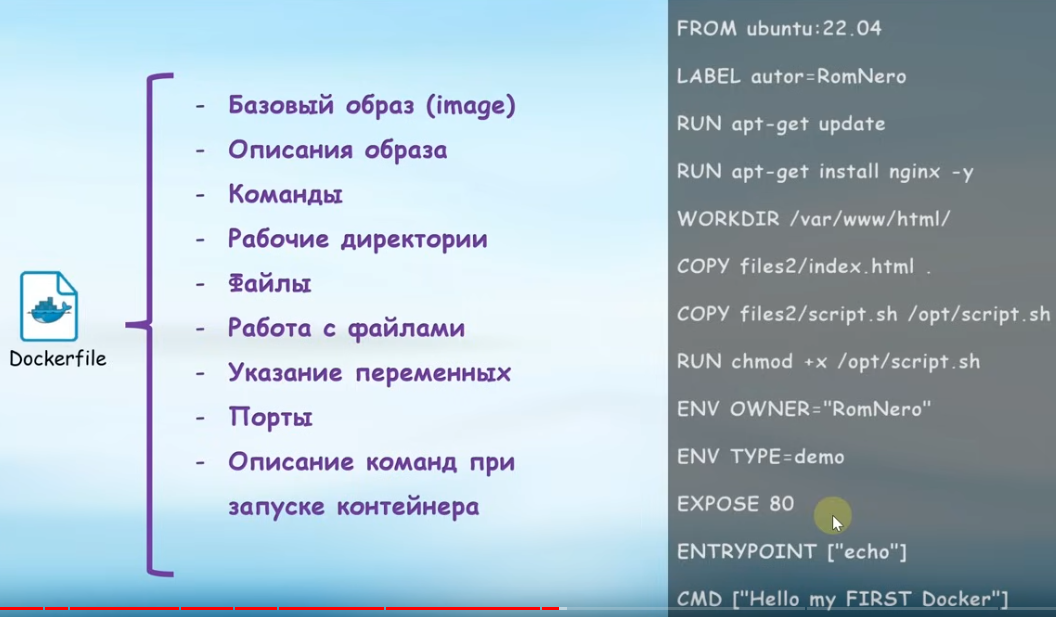 Dockerfile
- Базовый образ (image)
- Описания образа
- Команды
- Рабочие директории
- Файлы
- Работа с файлами
- Указание переменных
- Порты
- Описание команд при
запуске контейнера
FROM ubuntu:22.04
LABEL autor=RomNero
RUN apt-get update
RUN apt-get install nginx -y
WORKDIR /var/www/html/
COPY files2/index.html .
COPY files2/script.sh /opt/script.sh
RUN chmod +x /opt/script.sh
ENV OWNER="RomNero"
ENV TYPE=demo
EXPOSE 80
ENTRYPOINT ["echo"]
CMD ["Hello my FIRST Docker"]